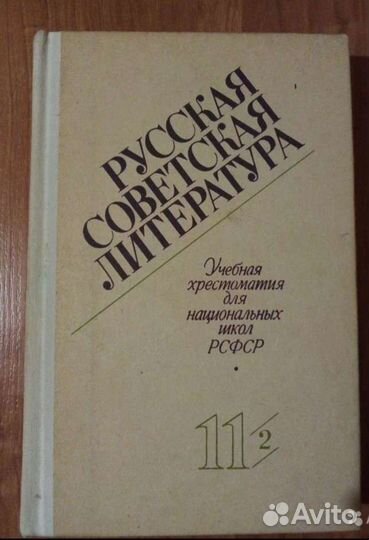 РУССКАЯ
СОВЕТСКАЯ
ЛИТЕРАТУРА
Учебная
хрестоматия
для
национальных
школ
РСФСР
11/2
Avito